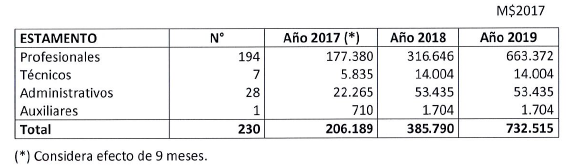 M$2017
ESTAMENTO N° Año 2017 (*) Año 2018 Año 2019
Profesionales 194 177.380 316.646 663.372
Técnicos 7 5.835 14.004 14.004
Administrativos 28 22.265 53.435 53.435
Auxiliares 1 710 1.704 1.704
Total 230 206.189 385.790 732.515
(*) Considera efecto de 9 meses.